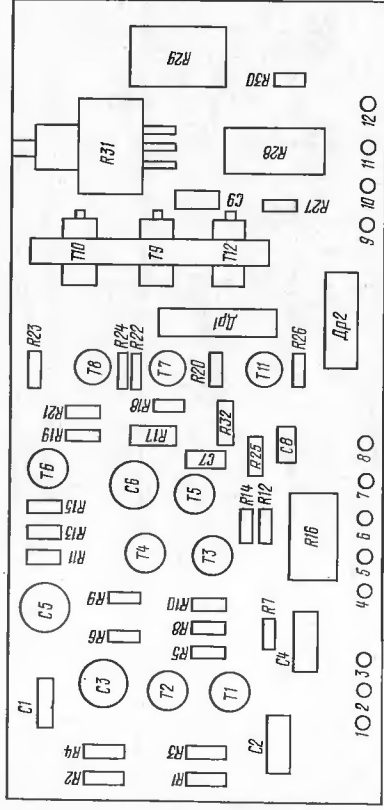 R29
R30
R31
R28
C9
R27
12
11
10
9
T10
T9
T12
Др1
Др2
R23
T8
R24
R22
T7
R20
T11
R26
R21
R19
R18
R17
R32
C7
R25
C8
T6
C6
T5
R15
R13
R11
T4
T3
R14
R12
R16
8
7
6
5
4
C5
R9
R6
R10
R8
R5
R7
C4
C1
C3
T2
T1
C2
3
2
1
R4
R2
R3
R1